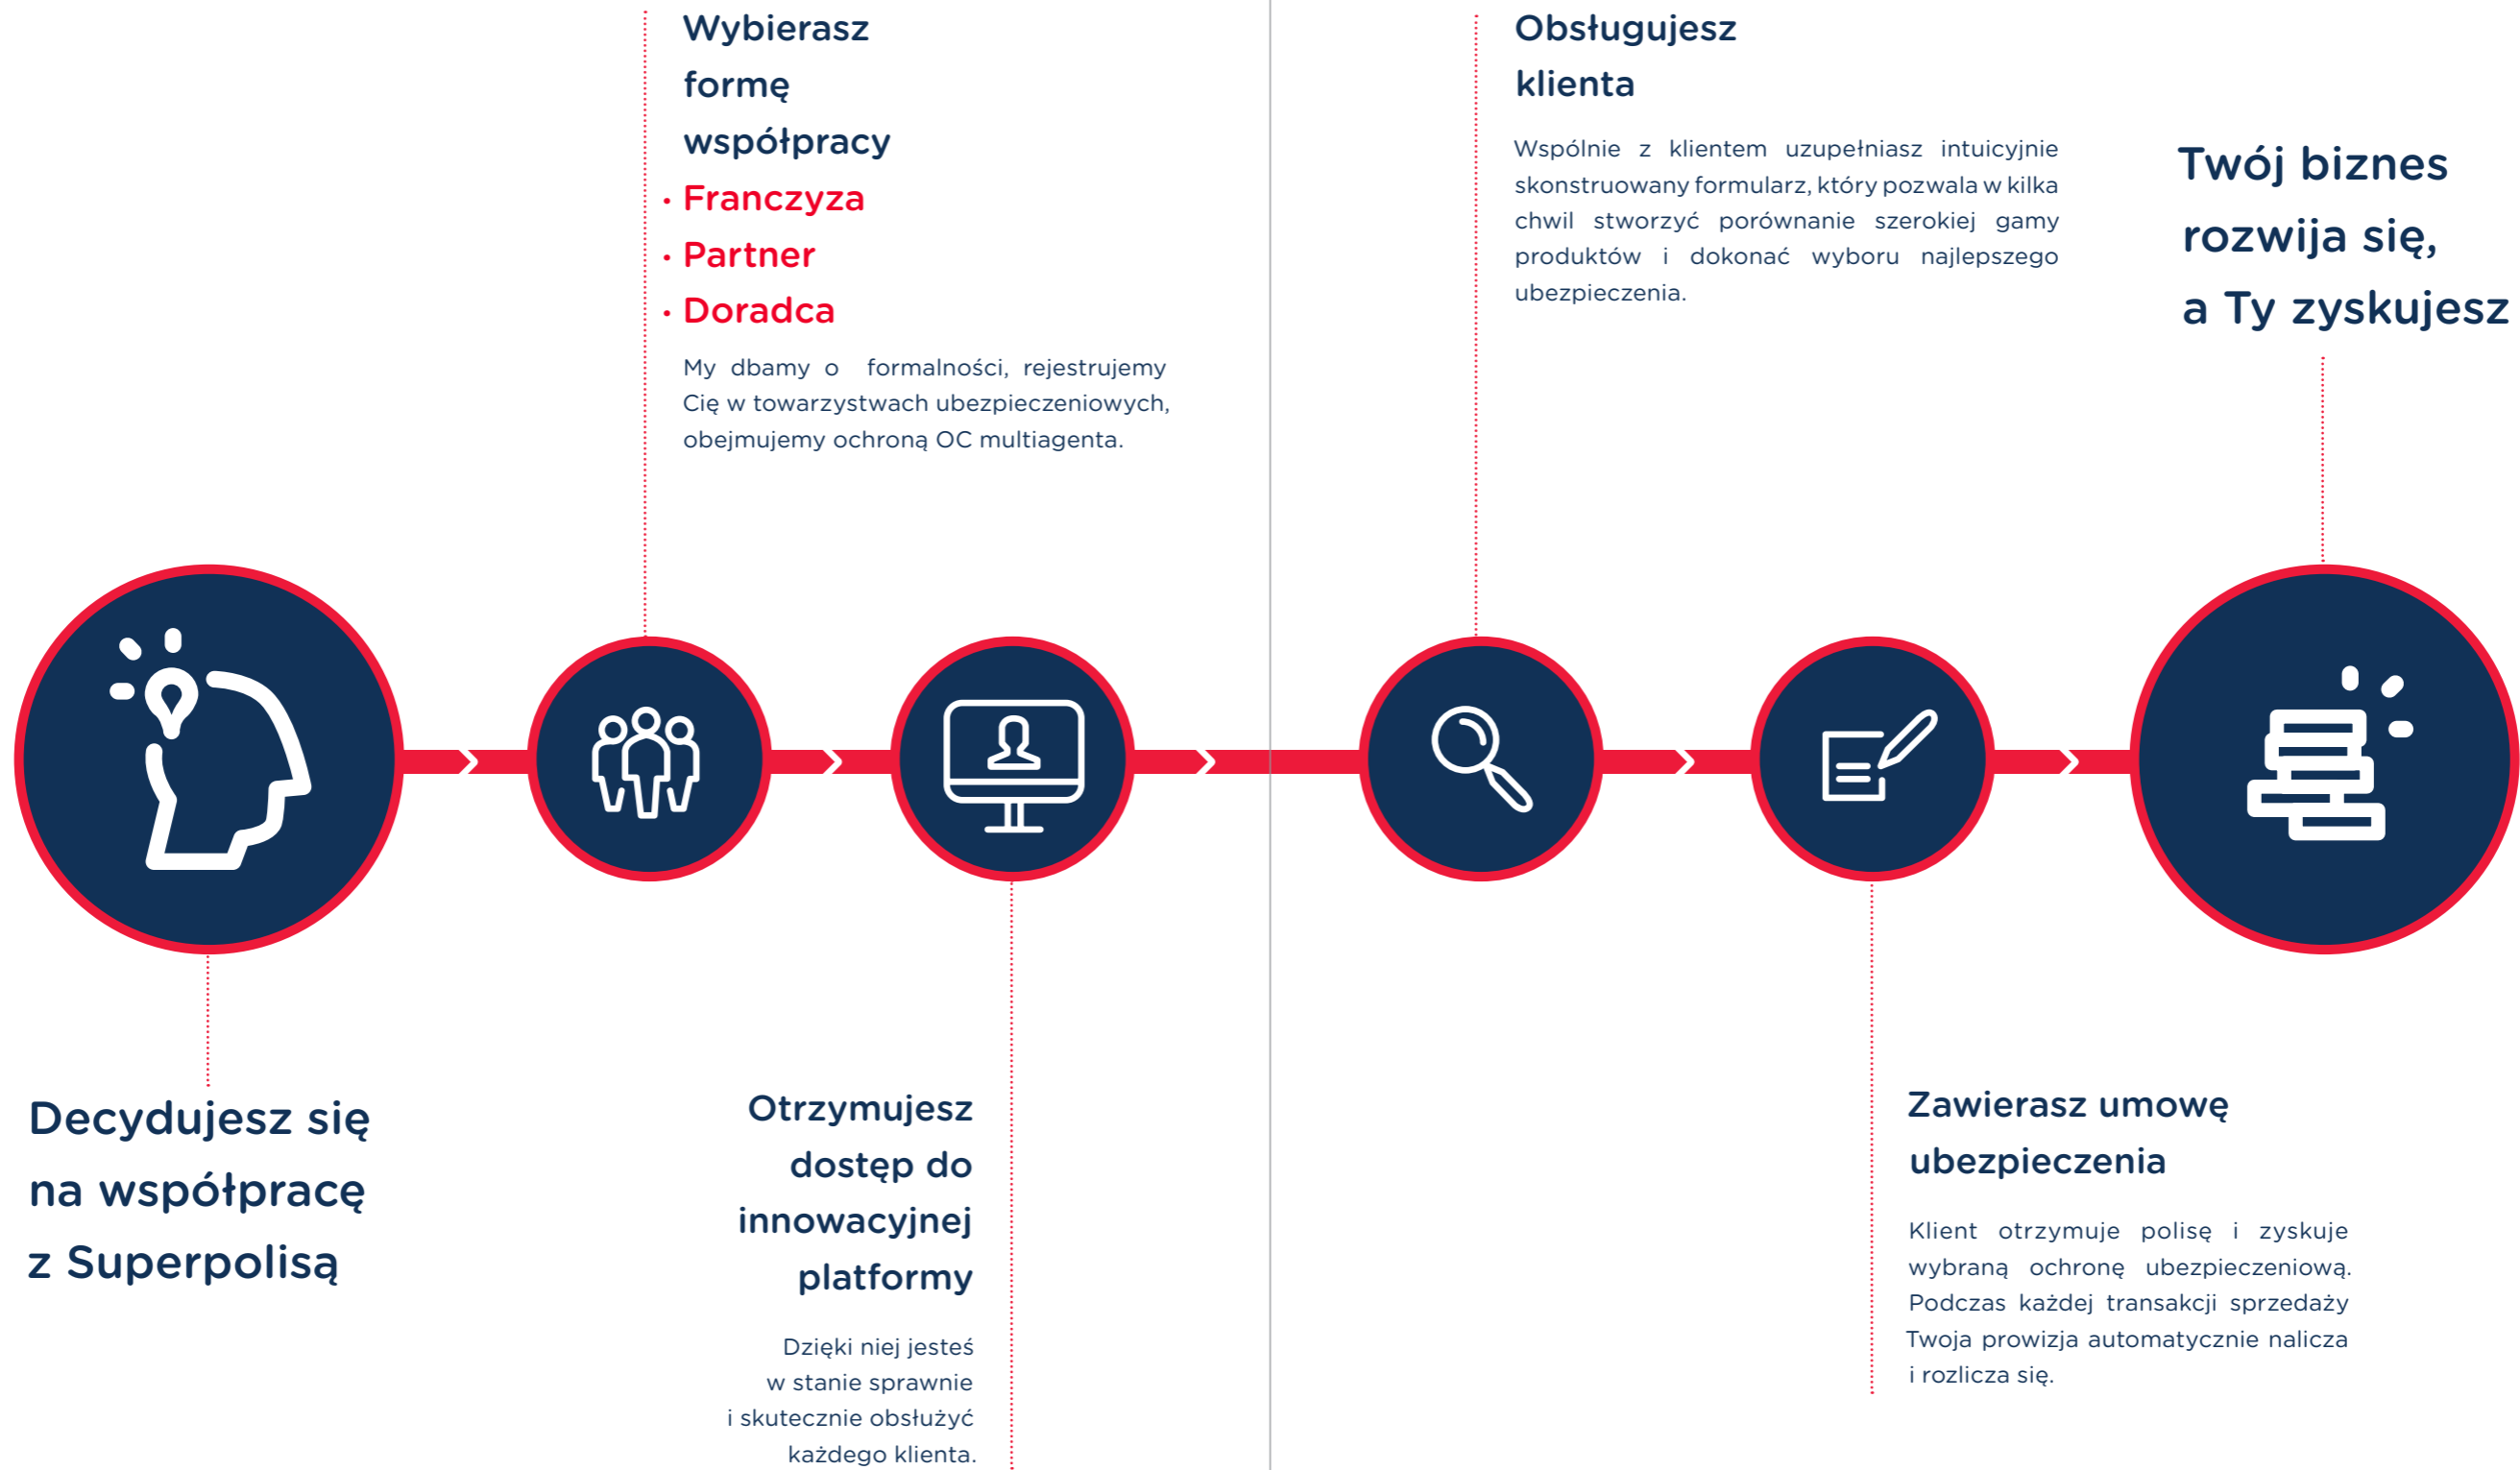 Decydujesz się
na współpracę
z Superpolisą
Wybierasz
formę
współpracy
• Franczyza
• Partner
• Doradca
My dbamy o formalności, rejestrujemy
Cię w towarzystwach ubezpieczeniowych,
obejmujemy ochroną OC multiagenta.
Otrzymujesz
dostęp do
innowacyjnej
platformy
Dzięki niej jesteś
w stanie sprawnie
i skutecznie obsłużyć
każdego klienta.
Obsługujesz
klienta
Wspólnie z klientem uzupełniasz intuicyjnie
skonstruowany formularz, który pozwala w kilka
chwil stworzyć porównanie szerokiej gamy
produktów i dokonać wyboru najlepszego
ubezpieczenia.
Zawierasz umowę
ubezpieczenia
Klient otrzymuje polisę i zyskuje
wybraną ochronę ubezpieczeniową.
Podczas każdej transakcji sprzedaży
Twoja prowizja automatycznie nalicza
i rozlicza się.
Twój biznes
rozwija się,
a Ty zyskujesz